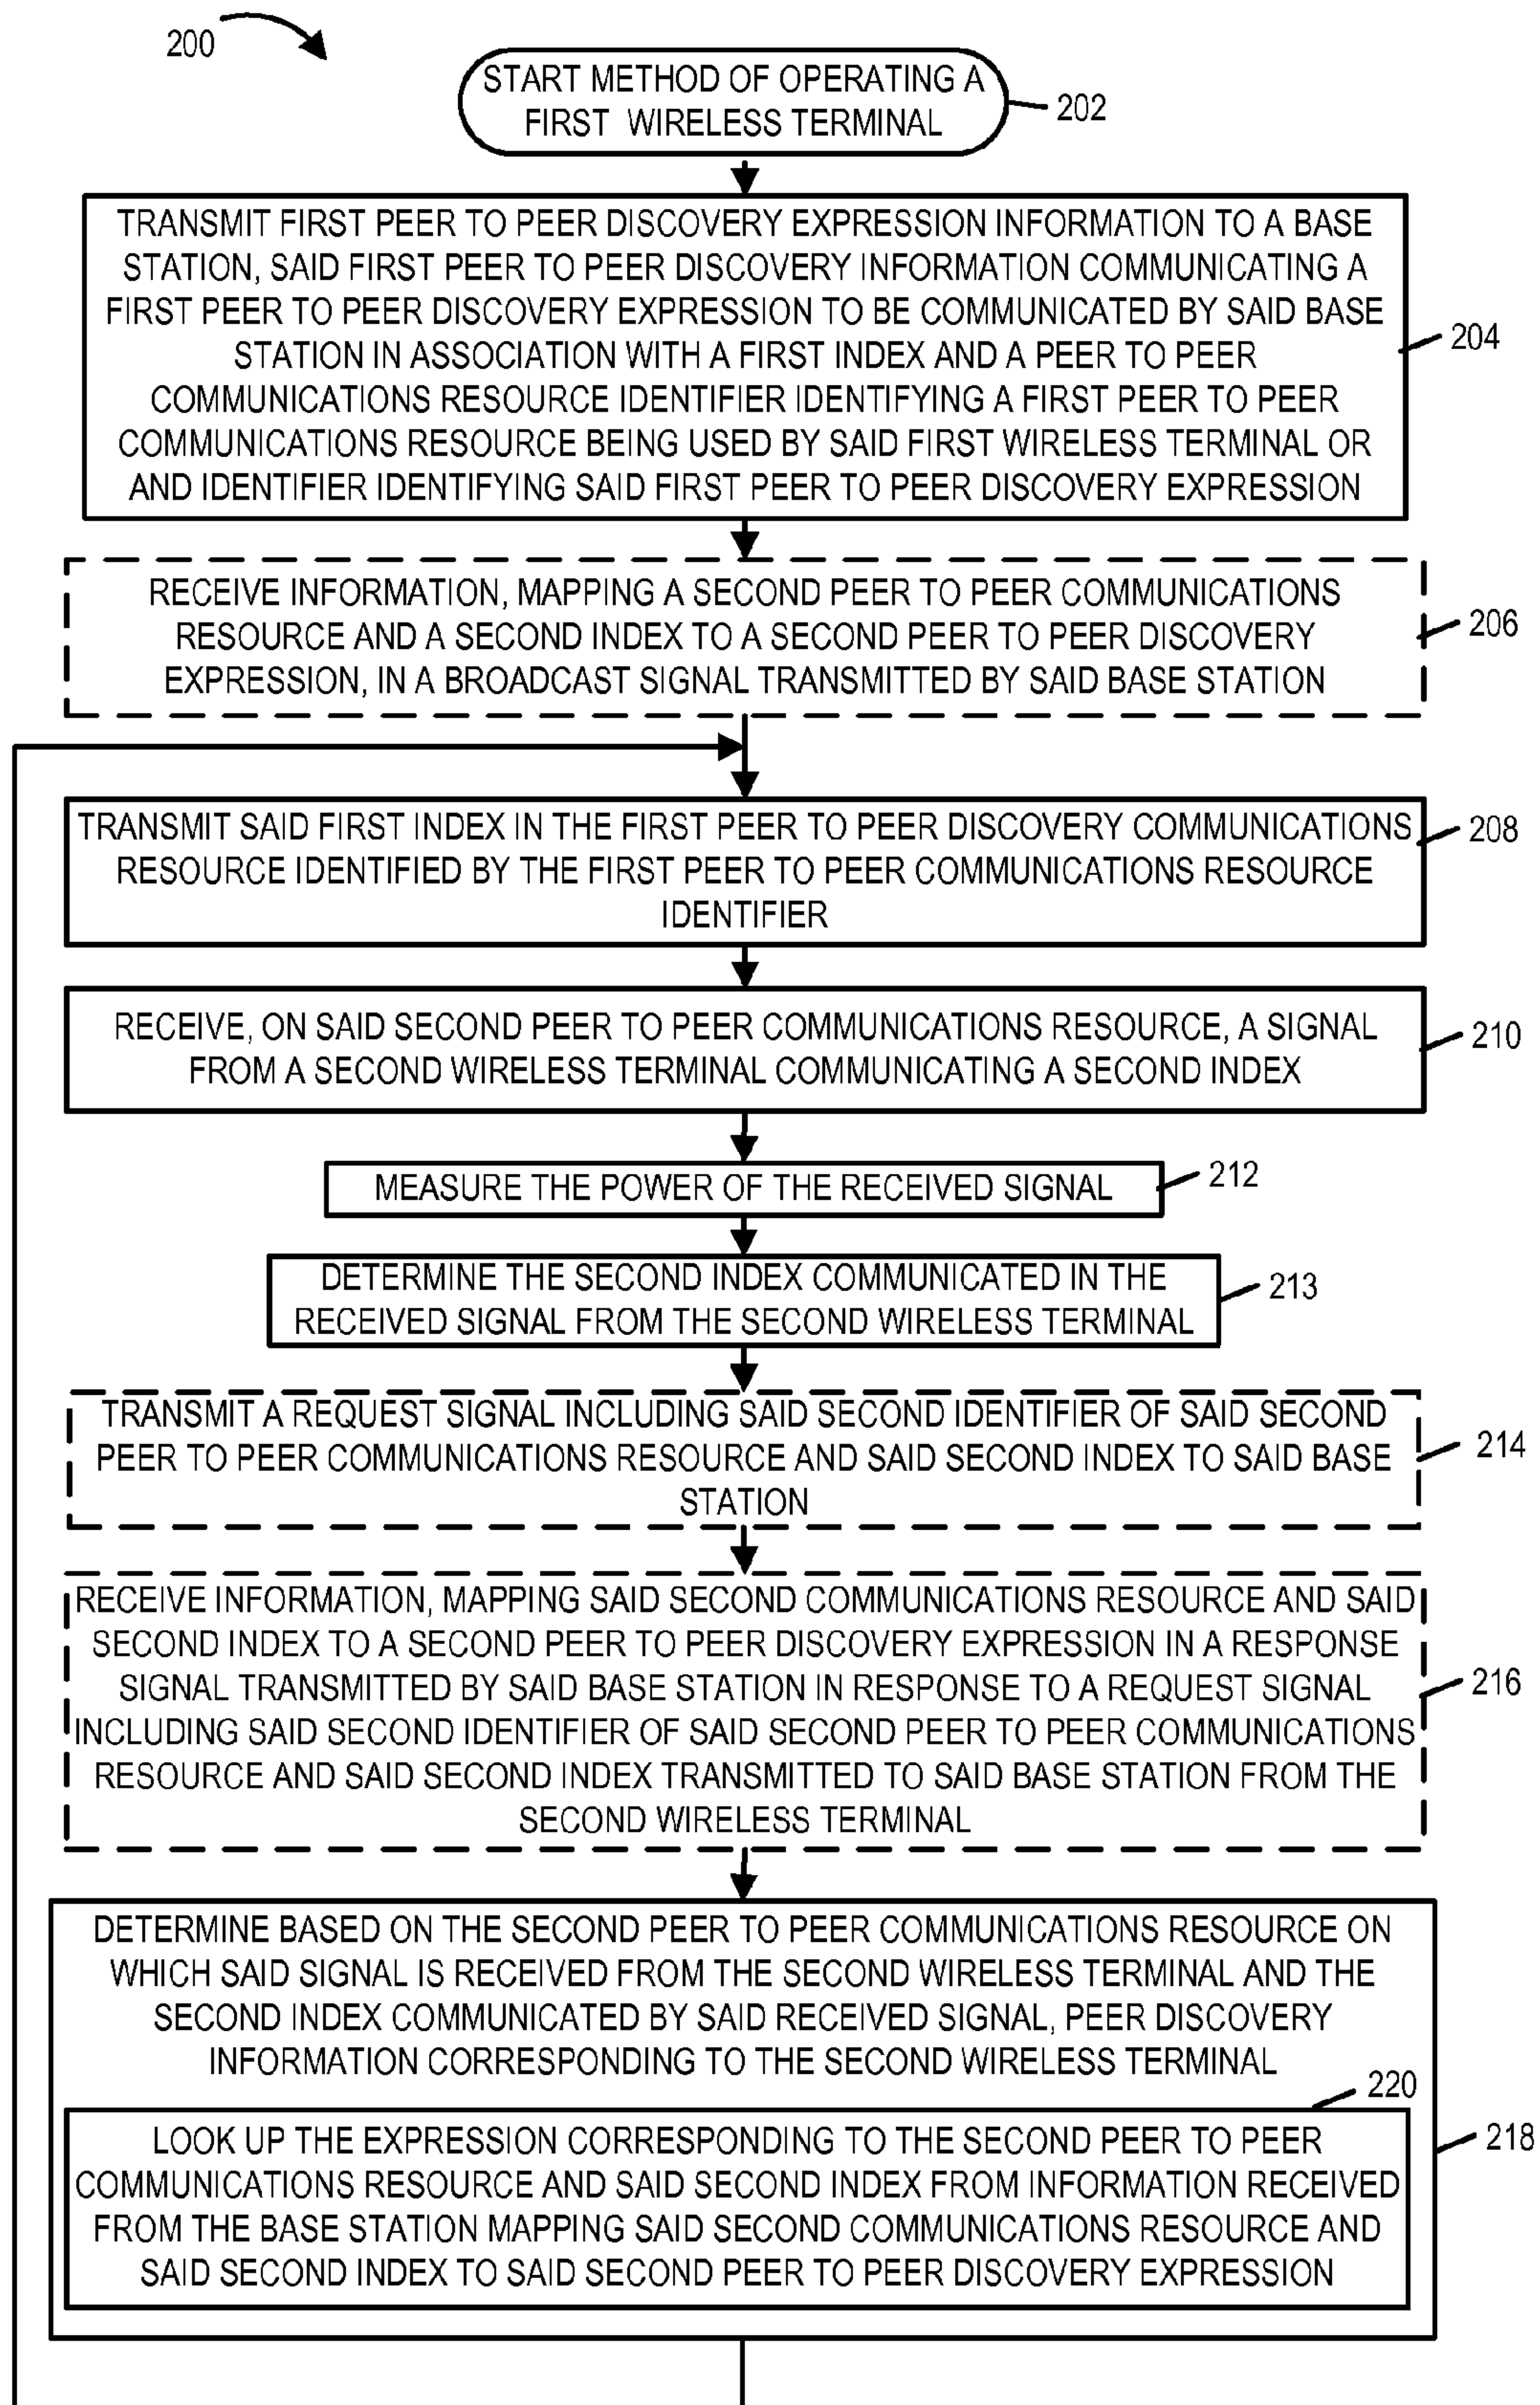 200
START METHOD OF OPERATING A
FIRST WIRELESS TERMINAL
202
TRANSMIT FIRST PEER TO PEER DISCOVERY EXPRESSION INFORMATION TO A BASE
STATION, SAID FIRST PEER TO PEER DISCOVERY INFORMATION COMMUNICATING A
FIRST PEER TO PEER DISCOVERY EXPRESSION TO BE COMMUNICATED BY SAID BASE
STATION IN ASSOCIATION WITH A FIRST INDEX AND A PEER TO PEER
COMMUNICATIONS RESOURCE IDENTIFIER IDENTIFYING A FIRST PEER TO PEER
COMMUNICATIONS RESOURCE BEING USED BY SAID FIRST WIRELESS TERMINAL OR
AND IDENTIFIER IDENTIFYING SAID FIRST PEER TO PEER DISCOVERY EXPRESSION
204
RECEIVE INFORMATION, MAPPING A SECOND PEER TO PEER COMMUNICATIONS
RESOURCE AND A SECOND INDEX TO A SECOND PEER TO PEER DISCOVERY
EXPRESSION, IN A BROADCAST SIGNAL TRANSMITTED BY SAID BASE STATION
206
TRANSMIT SAID FIRST INDEX IN THE FIRST PEER TO PEER DISCOVERY COMMUNICATIONS
RESOURCE IDENTIFIED BY THE FIRST PEER TO PEER COMMUNICATIONS RESOURCE
IDENTIFIER
208
RECEIVE, ON SAID SECOND PEER TO PEER COMMUNICATIONS RESOURCE, A SIGNAL
FROM A SECOND WIRELESS TERMINAL COMMUNICATING A SECOND INDEX
210
MEASURE THE POWER OF THE RECEIVED SIGNAL
212
DETERMINE THE SECOND INDEX COMMUNICATED IN THE
RECEIVED SIGNAL FROM THE SECOND WIRELESS TERMINAL
213
TRANSMIT A REQUEST SIGNAL INCLUDING SAID SECOND IDENTIFIER OF SAID SECOND
PEER TO PEER COMMUNICATIONS RESOURCE AND SAID SECOND INDEX TO SAID BASE
STATION
214
RECEIVE INFORMATION, MAPPING SAID SECOND COMMUNICATIONS RESOURCE AND SAID
SECOND INDEX TO A SECOND PEER TO PEER DISCOVERY EXPRESSION IN A RESPONSE
SIGNAL TRANSMITTED BY SAID BASE STATION IN RESPONSE TO A REQUEST SIGNAL
INCLUDING SAID SECOND IDENTIFIER OF SAID SECOND PEER TO PEER COMMUNICATIONS
RESOURCE AND SAID SECOND INDEX TRANSMITTED TO SAID BASE STATION FROM THE
SECOND WIRELESS TERMINAL
216
DETERMINE BASED ON THE SECOND PEER TO PEER COMMUNICATIONS RESOURCE ON
WHICH SAID SIGNAL IS RECEIVED FROM THE SECOND WIRELESS TERMINAL AND THE
SECOND INDEX COMMUNICATED BY SAID RECEIVED SIGNAL, PEER DISCOVERY
INFORMATION CORRESPONDING TO THE SECOND WIRELESS TERMINAL
220
LOOK UP THE EXPRESSION CORRESPONDING TO THE SECOND PEER TO PEER
COMMUNICATIONS RESOURCE AND SAID SECOND INDEX FROM INFORMATION RECEIVED
FROM THE BASE STATION MAPPING SAID SECOND COMMUNICATIONS RESOURCE AND
SAID SECOND INDEX TO SAID SECOND PEER TO PEER DISCOVERY EXPRESSION
218